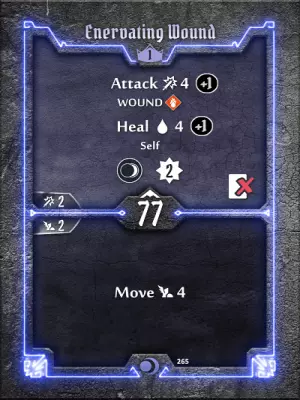 Enervating Wound
1
Attack 4 +1
WOUND
Heal 4 +1
Self
2
2
77
2
Move 4
265